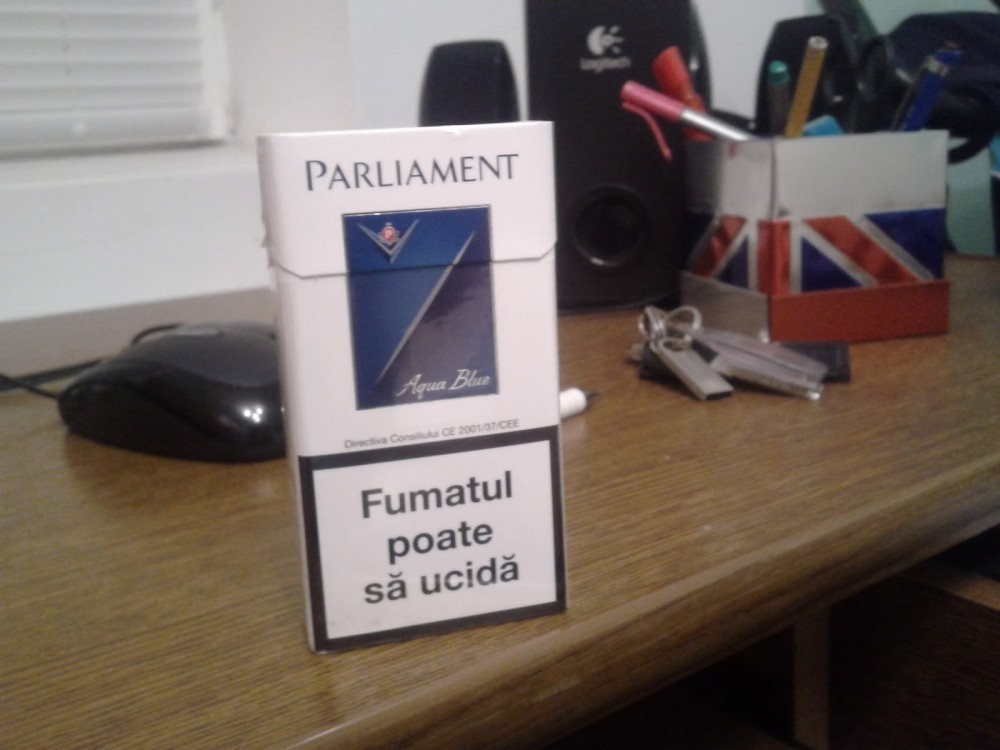 Logitech
PARLIAMENT
P
Aqua Blue
Directiva Consiliului CE 2001/37/CEE
Fumatul
poate
să ucidă